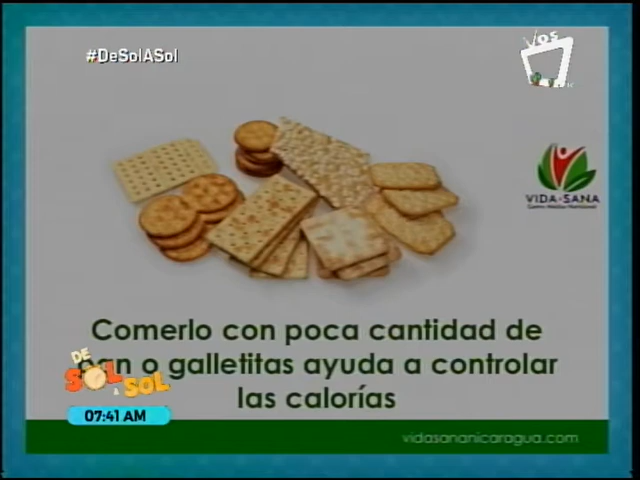 #DeSolASol
VOS
VIDA SANA
Comerlo con poca cantidad de
pan o galletitas ayuda a controlar
las calorías
DE
SOL
A
SOL
07:41 AM
vidasananicaragua.com